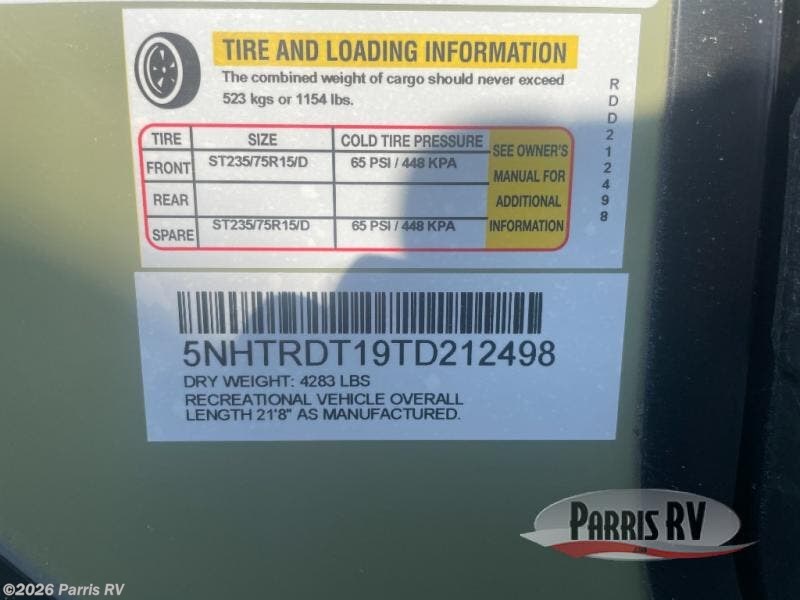 TIRE AND LOADING INFORMATION
The combined weight of cargo should never exceed
523 kgs or 1154 lbs.
TIRE SIZE COLD TIRE PRESSURE SEE OWNER'S MANUAL FOR ADDITIONAL INFORMATION
FRONT ST235/75R15/D 65 PSI / 448 KPA
REAR
SPARE ST235/75R15/D 65 PSI / 448 KPA
RDD212498
5NHTRDT19TD212498
DRY WEIGHT: 4283 LBS
RECREATIONAL VEHICLE OVERALL
LENGTH 21'8" AS MANUFACTURED.
PARRIS RV
©2026 Parris RV